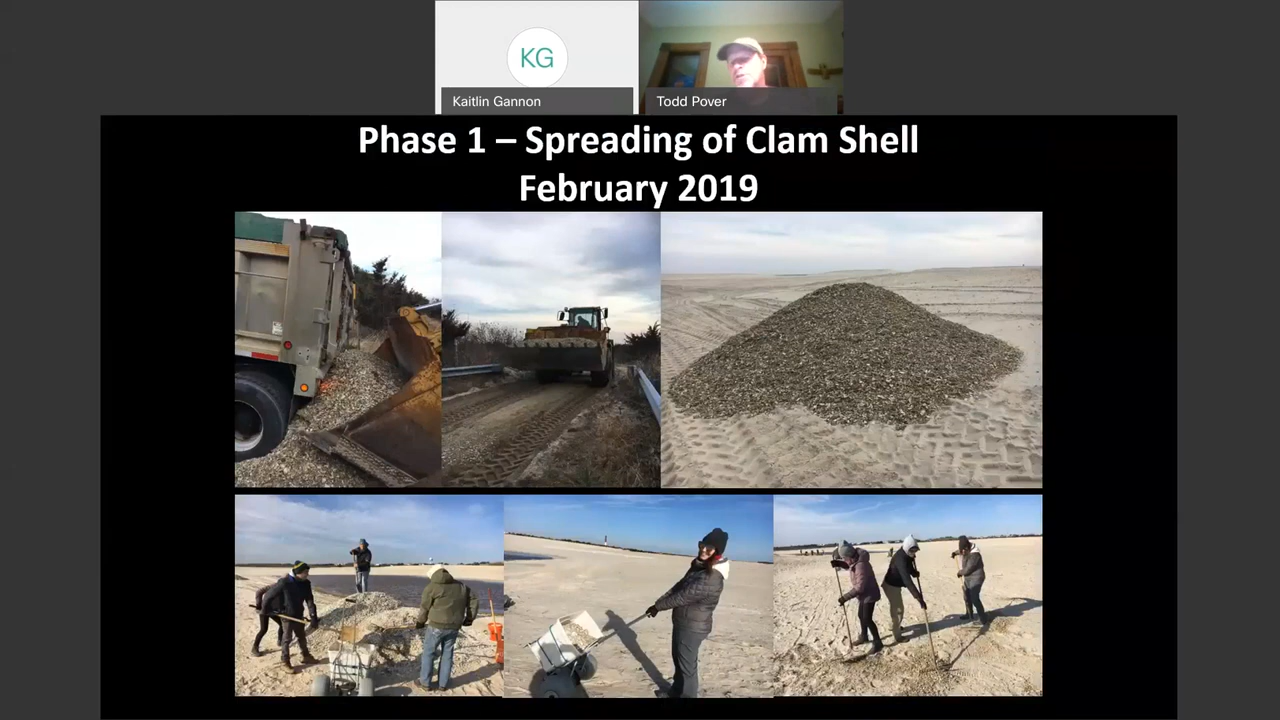 KG
Kaitlin Gannon
Todd Pover
Phase 1 – Spreading of Clam Shell
February 2019